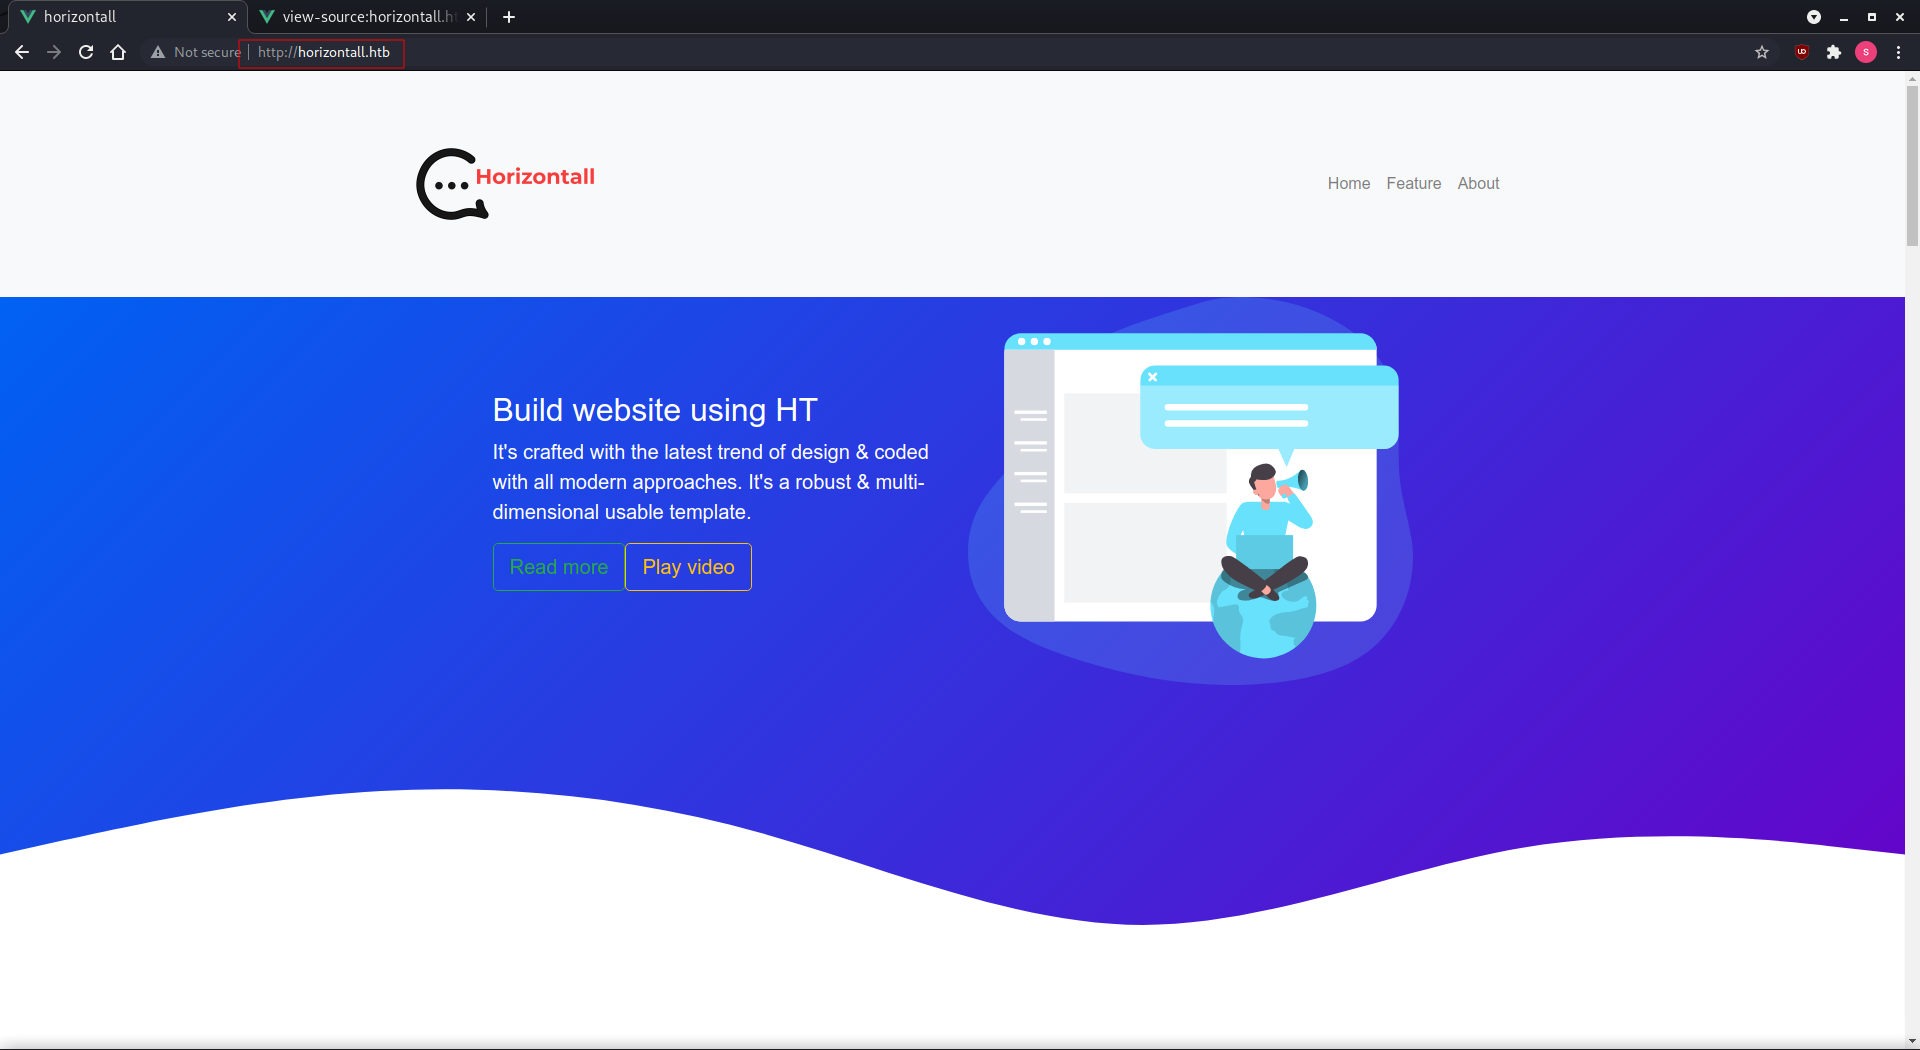 horizontall
view-source:horizontall.ht
Not secure
http://horizontall.htb
S
Horizontall
Home
Feature
About
Build website using HT
It's crafted with the latest trend of design & coded
with all modern approaches. It's a robust & multi-
dimensional usable template.
Read more
Play video